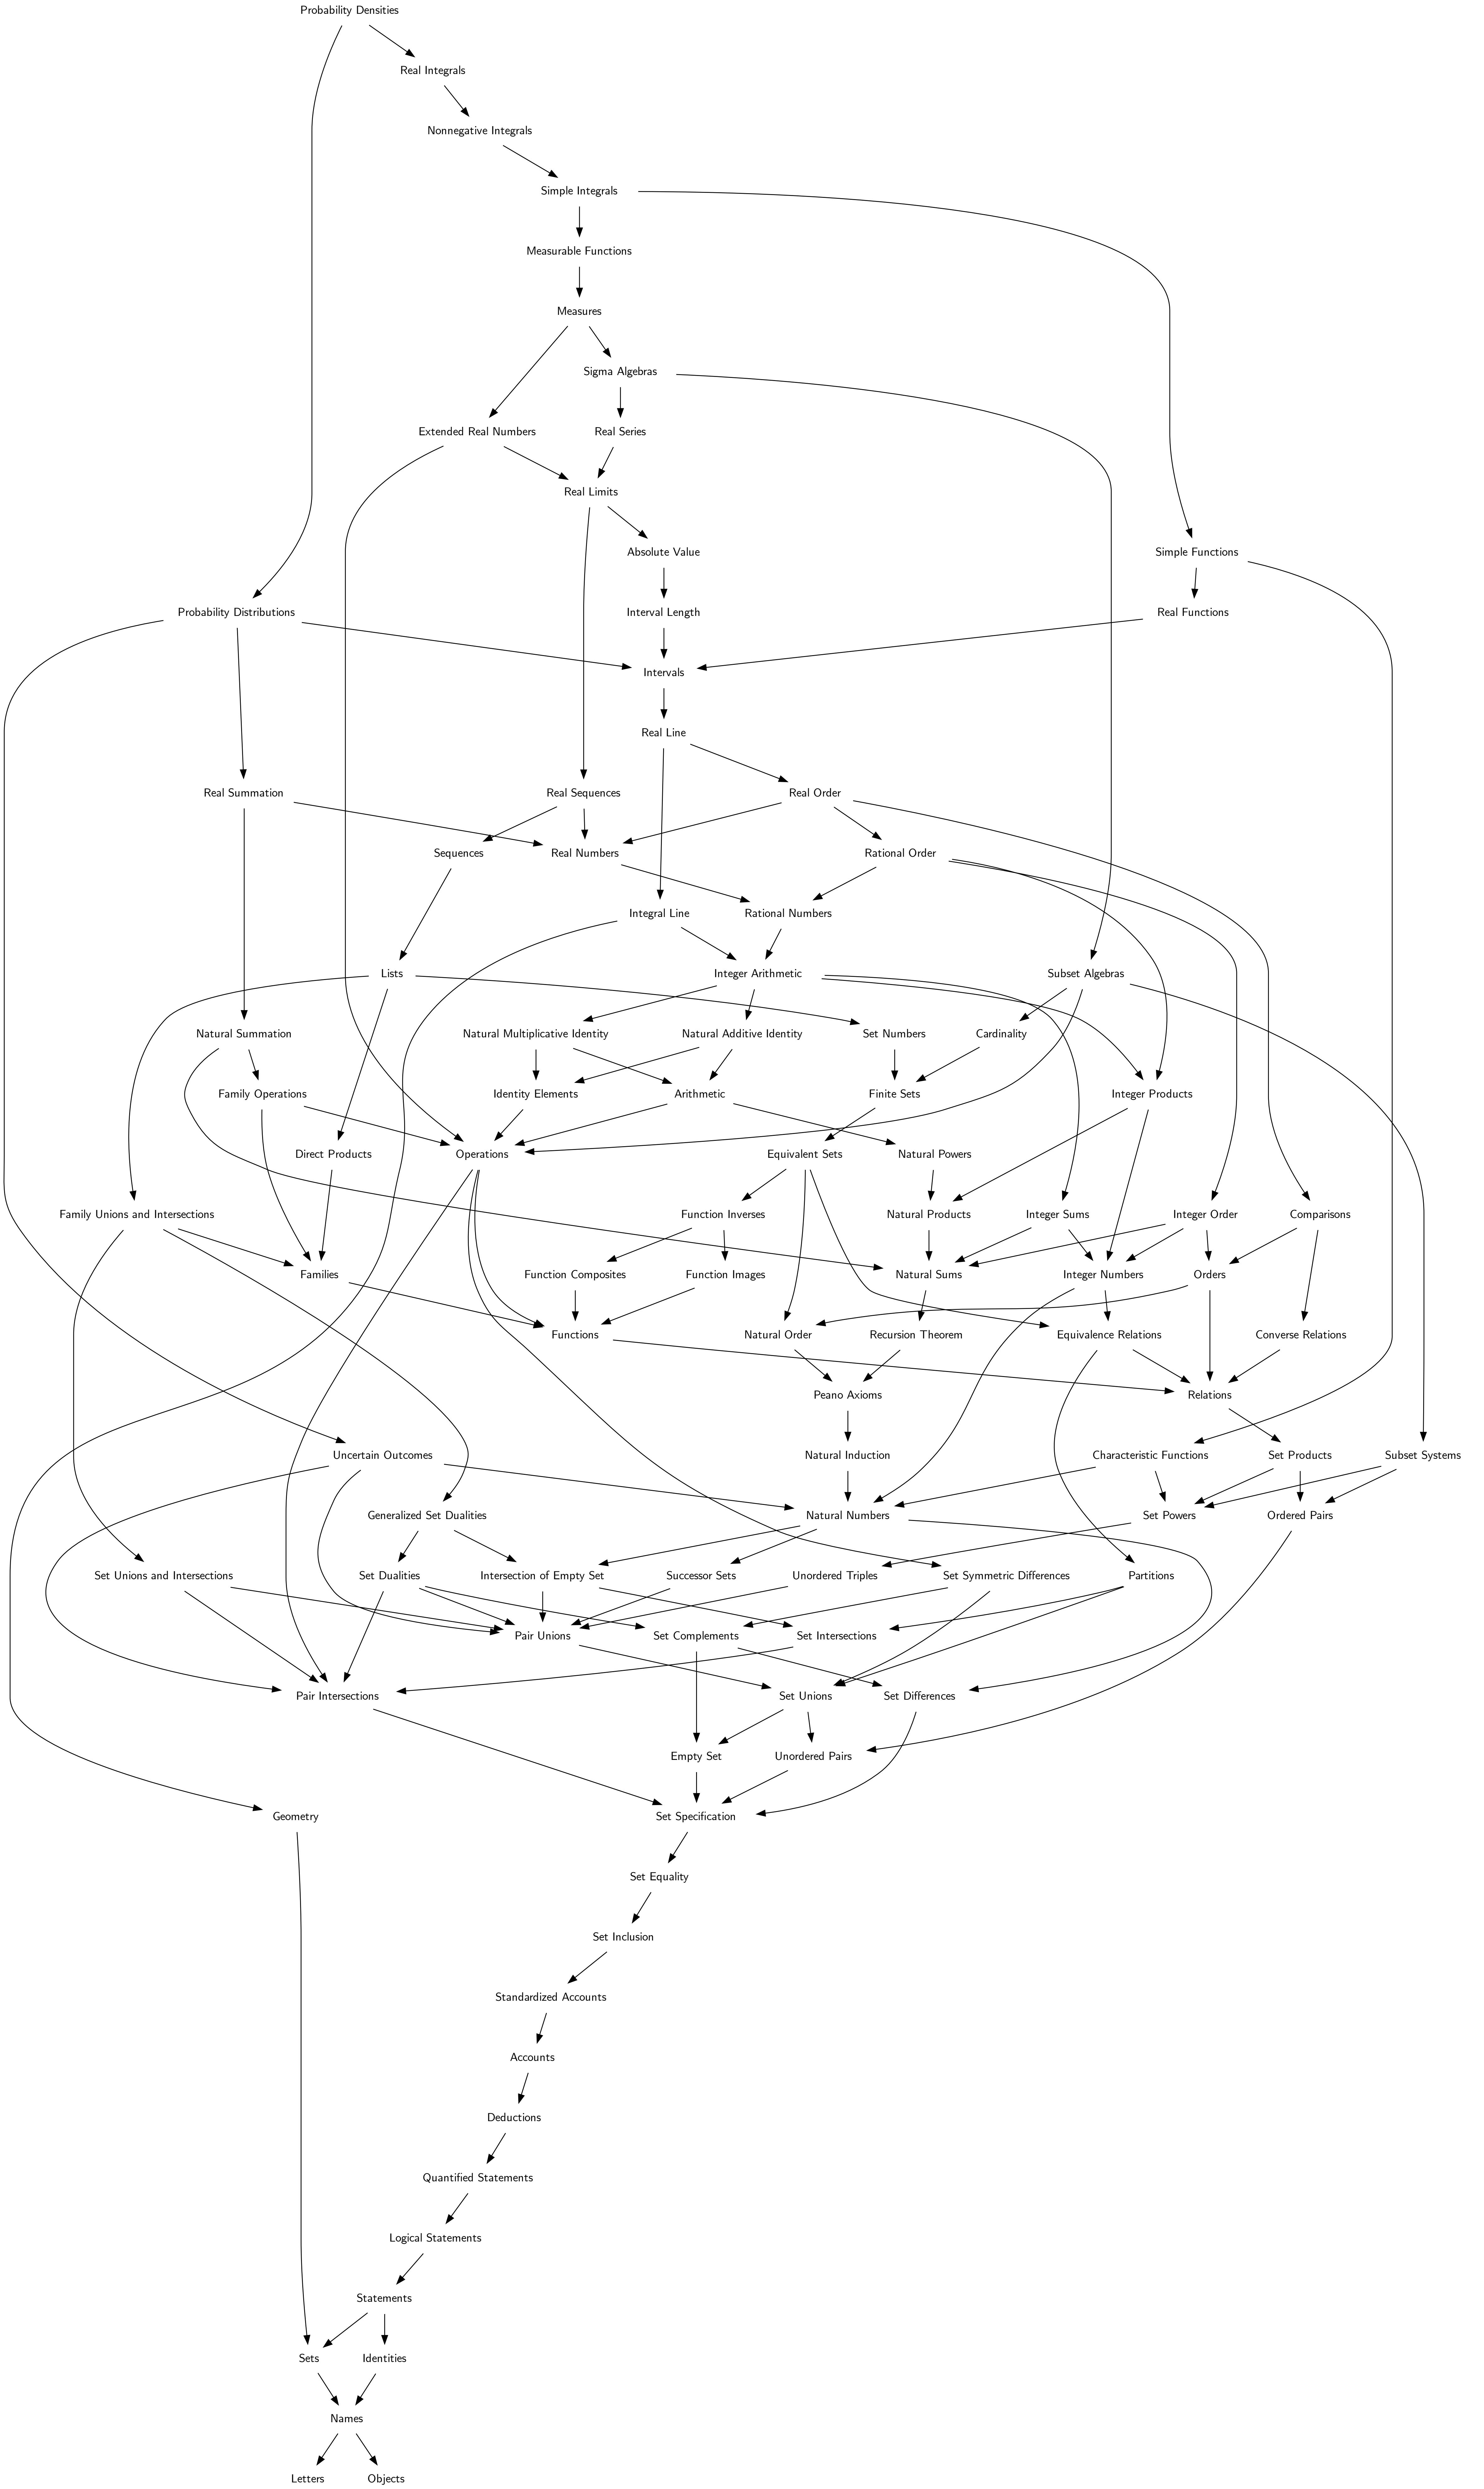 Probability Densities
Real Integrals
Nonnegative Integrals
Simple Integrals
Measurable Functions
Measures
Sigma Algebras
Extended Real Numbers
Real Series
Real Limits
Absolute Value
Simple Functions
Probability Distributions
Interval Length
Real Functions
Intervals
Real Line
Real Summation
Real Sequences
Real Order
Sequences
Real Numbers
Rational Order
Integral Line
Rational Numbers
Lists
Integer Arithmetic
Subset Algebras
Natural Summation
Natural Multiplicative Identity
Natural Additive Identity
Set Numbers
Cardinality
Family Operations
Identity Elements
Arithmetic
Finite Sets
Integer Products
Direct Products
Operations
Equivalent Sets
Natural Powers
Family Unions and Intersections
Function Inverses
Natural Products
Integer Sums
Integer Order
Comparisons
Families
Function Composites
Function Images
Natural Sums
Integer Numbers
Orders
Functions
Natural Order
Recursion Theorem
Equivalence Relations
Converse Relations
Peano Axioms
Relations
Uncertain Outcomes
Natural Induction
Characteristic Functions
Set Products
Subset Systems
Generalized Set Dualities
Natural Numbers
Set Powers
Ordered Pairs
Set Unions and Intersections
Set Dualities
Intersection of Empty Set
Successor Sets
Unordered Triples
Set Symmetric Differences
Partitions
Pair Unions
Set Complements
Set Intersections
Pair Intersections
Set Unions
Set Differences
Empty Set
Unordered Pairs
Geometry
Set Specification
Set Equality
Set Inclusion
Standardized Accounts
Accounts
Deductions
Quantified Statements
Logical Statements
Statements
Sets
Identities
Names
Letters
Objects